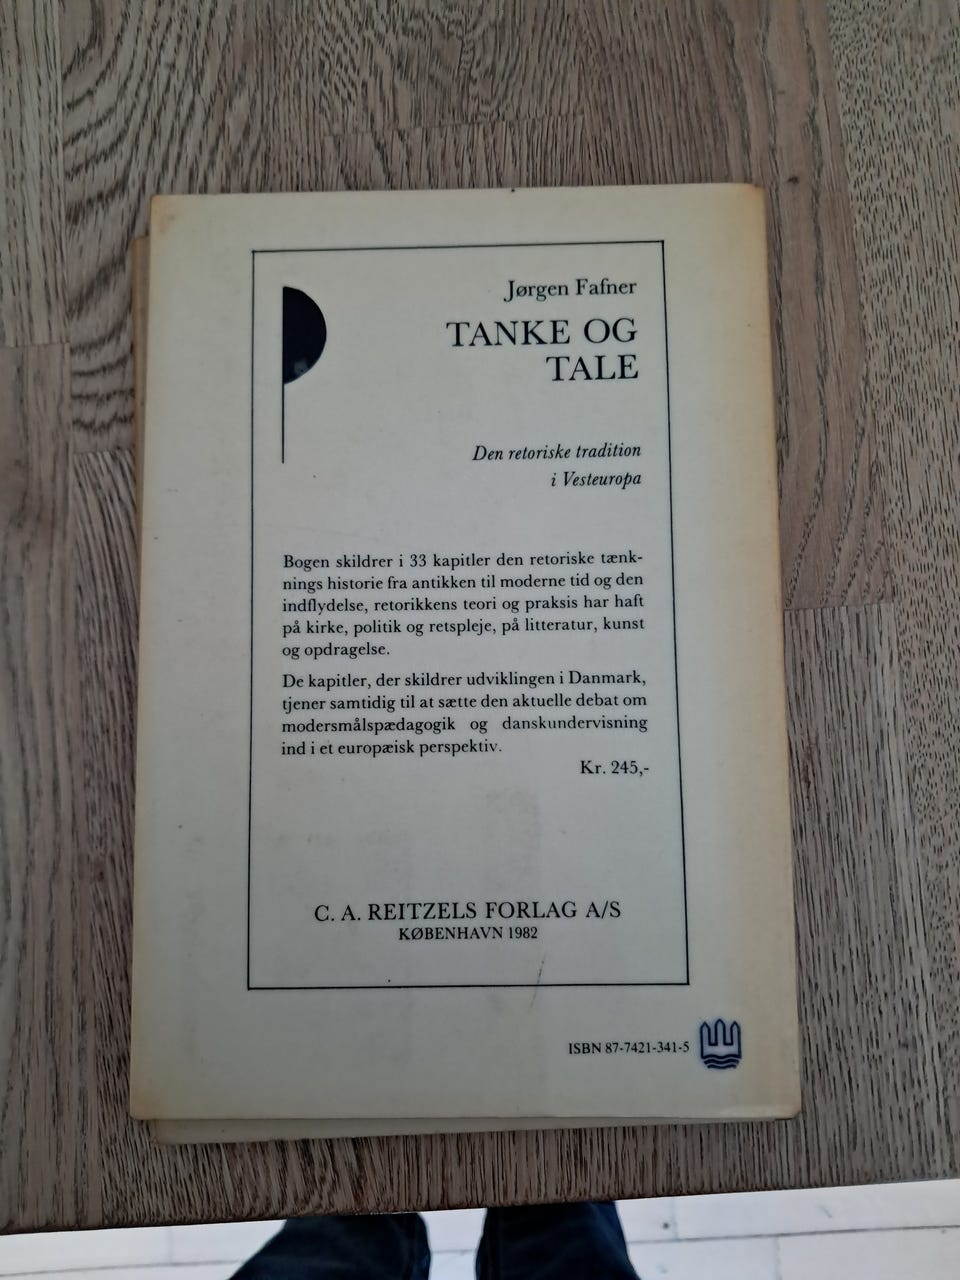 Jørgen Fafner
TANKE OG
TALE
Den retoriske tradition
i Vesteuropa
Bogen skildrer i 33 kapitler den retoriske tænk-
nings historie fra antikken til moderne tid og den
indflydelse, retorikkens teori og praksis har haft
på kirke, politik og retspleje, på litteratur, kunst
og opdragelse.
De kapitler, der skildrer udviklingen i Danmark,
tjener samtidig til at sætte den aktuelle debat om
modersmålspædagogik og danskundervisning
ind i et europæisk perspektiv.
Kr. 245,-
C. A. REITZELS FORLAG A/S
KØBENHAVN 1982
ISBN 87-7421-341-5